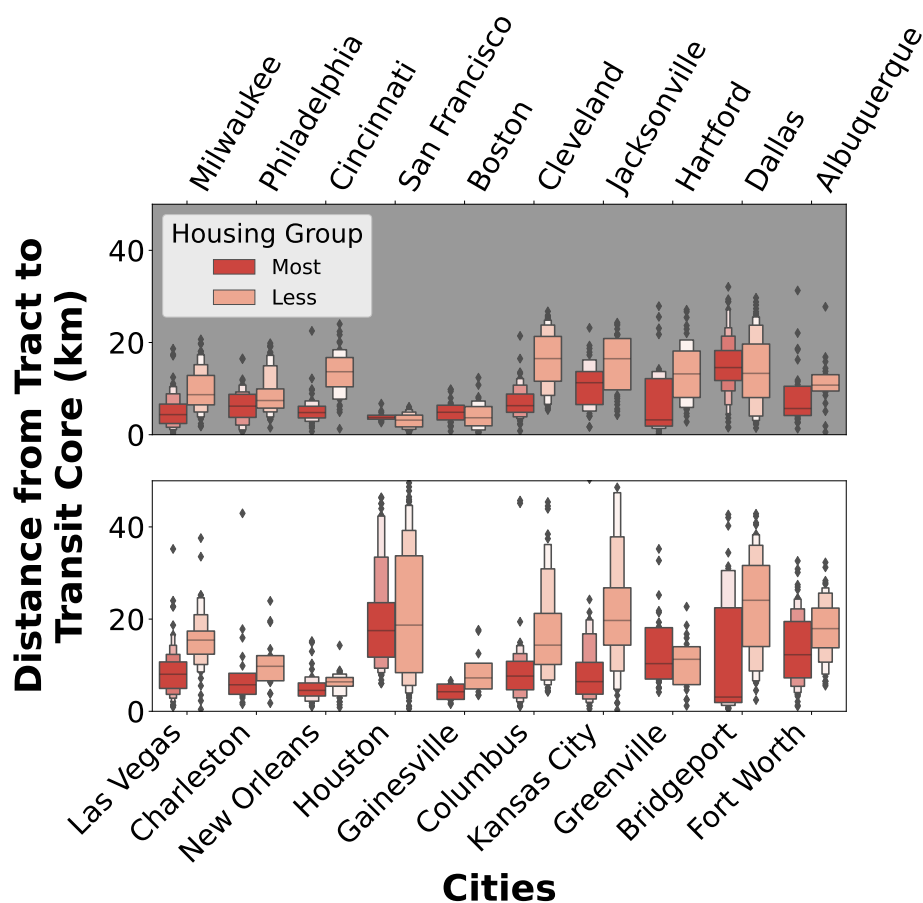 Milwaukee
Philadelphia
Cincinnati
San Francisco
Boston
Cleveland
Jacksonville
Hartford
Dallas
Albuquerque
Housing Group
Most
Less
40
20
0
Distance from Tract to
Transit Core (km)
40
20
0
Las Vegas
Charleston
New Orleans
Houston
Gainesville
Columbus
Kansas City
Greenville
Bridgeport
Fort Worth
Cities